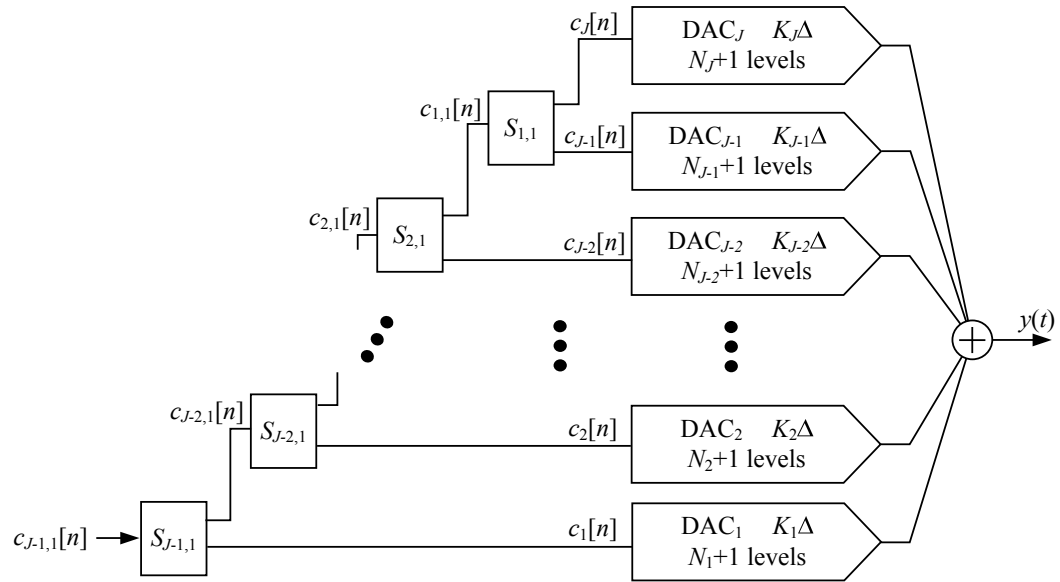 c_J[n]
DAC_J K_JΔ
N_J+1 levels
c_{1,1}[n]
S_{1,1}
c_{J-1}[n]
DAC_{J-1} K_{J-1}Δ
N_{J-1}+1 levels
c_{2,1}[n]
S_{2,1}
c_{J-2}[n]
DAC_{J-2} K_{J-2}Δ
N_{J-2}+1 levels
y(t)
c_{J-2,1}[n]
S_{J-2,1}
c_2[n]
DAC_2 K_2Δ
N_2+1 levels
c_{J-1,1}[n]
S_{J-1,1}
c_1[n]
DAC_1 K_1Δ
N_1+1 levels